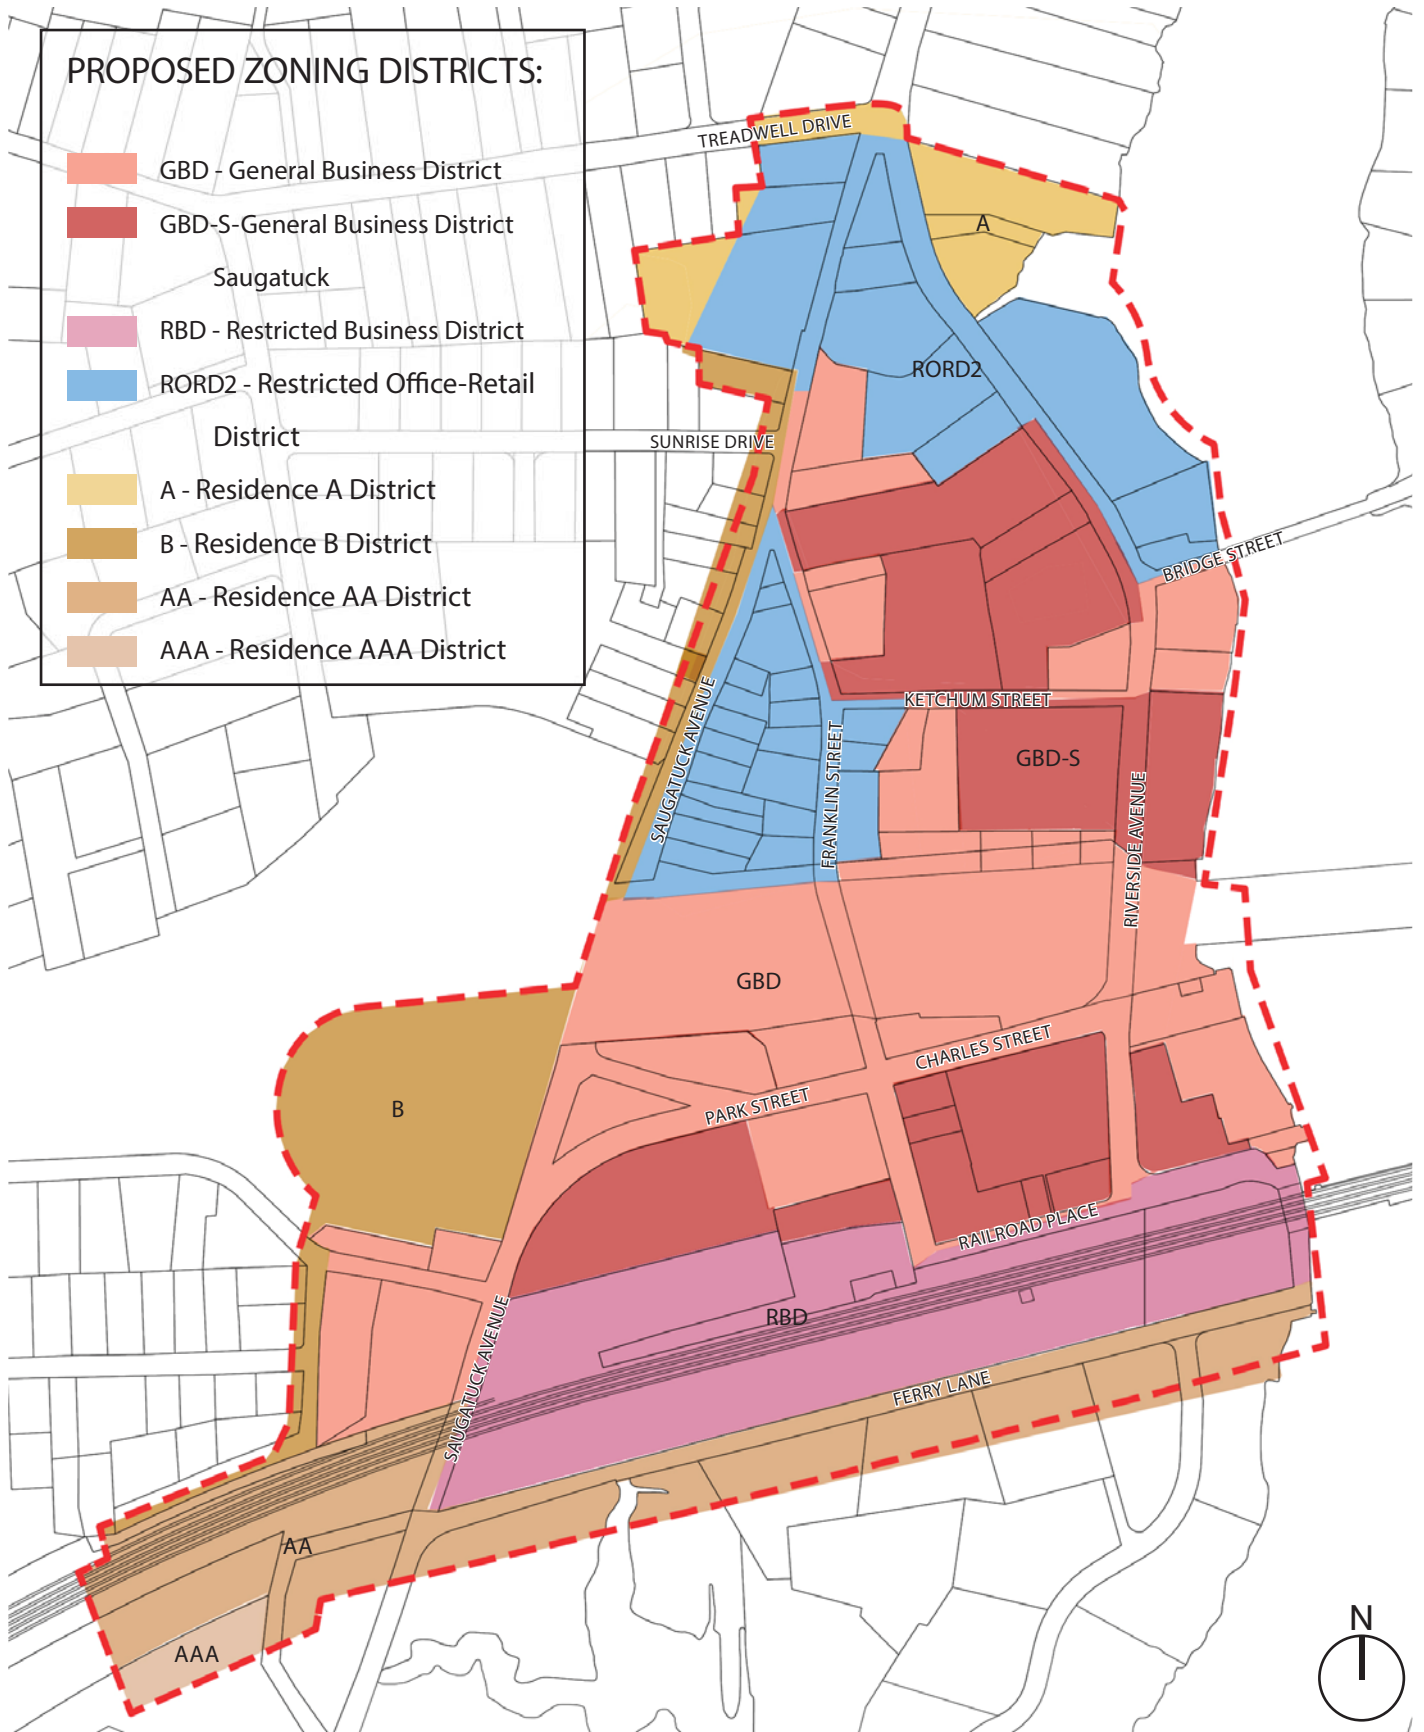 PROPOSED ZONING DISTRICTS:
GBD - General Business District
GBD-S-General Business District
Saugatuck
RBD - Restricted Business District
RORD2 - Restricted Office-Retail
District
A - Residence A District
B - Residence B District
AA - Residence AA District
AAA - Residence AAA District
TREADWELL DRIVE
A
RORD2
SUNRISE DRIVE
BRIDGE STREET
SAUGATUCK AVENUE
KETCHUM STREET
FRANKLIN STREET
GBD-S
RIVERSIDE AVENUE
GBD
CHARLES STREET
PARK STREET
B
RAILROAD PLACE
RBD
SAUGATUCK AVENUE
FERRY LANE
AA
AAA
N